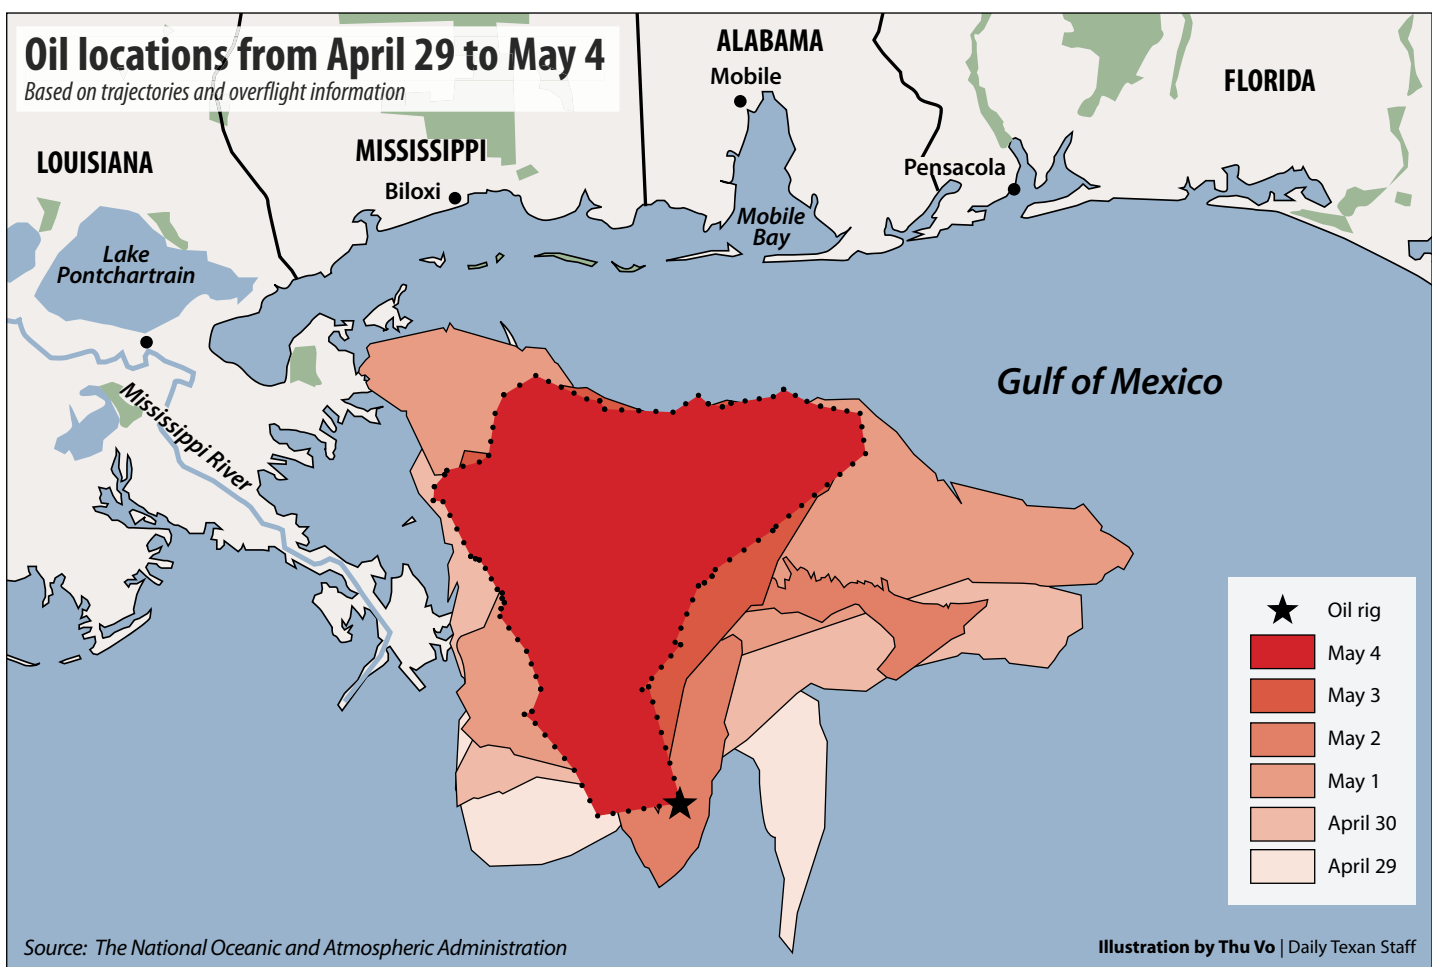 Oil locations from April 29 to May 4
Based on trajectories and overflight information
ALABAMA
Mobile
FLORIDA
LOUISIANA
MISSISSIPPI
Biloxi
Pensacola
Mobile
Bay
Lake
Pontchartrain
Mississippi River
Gulf of Mexico
Oil rig
May 4
May 3
May 2
May 1
April 30
April 29
Source: The National Oceanic and Atmospheric Administration
Illustration by Thu Vo | Daily Texan Staff